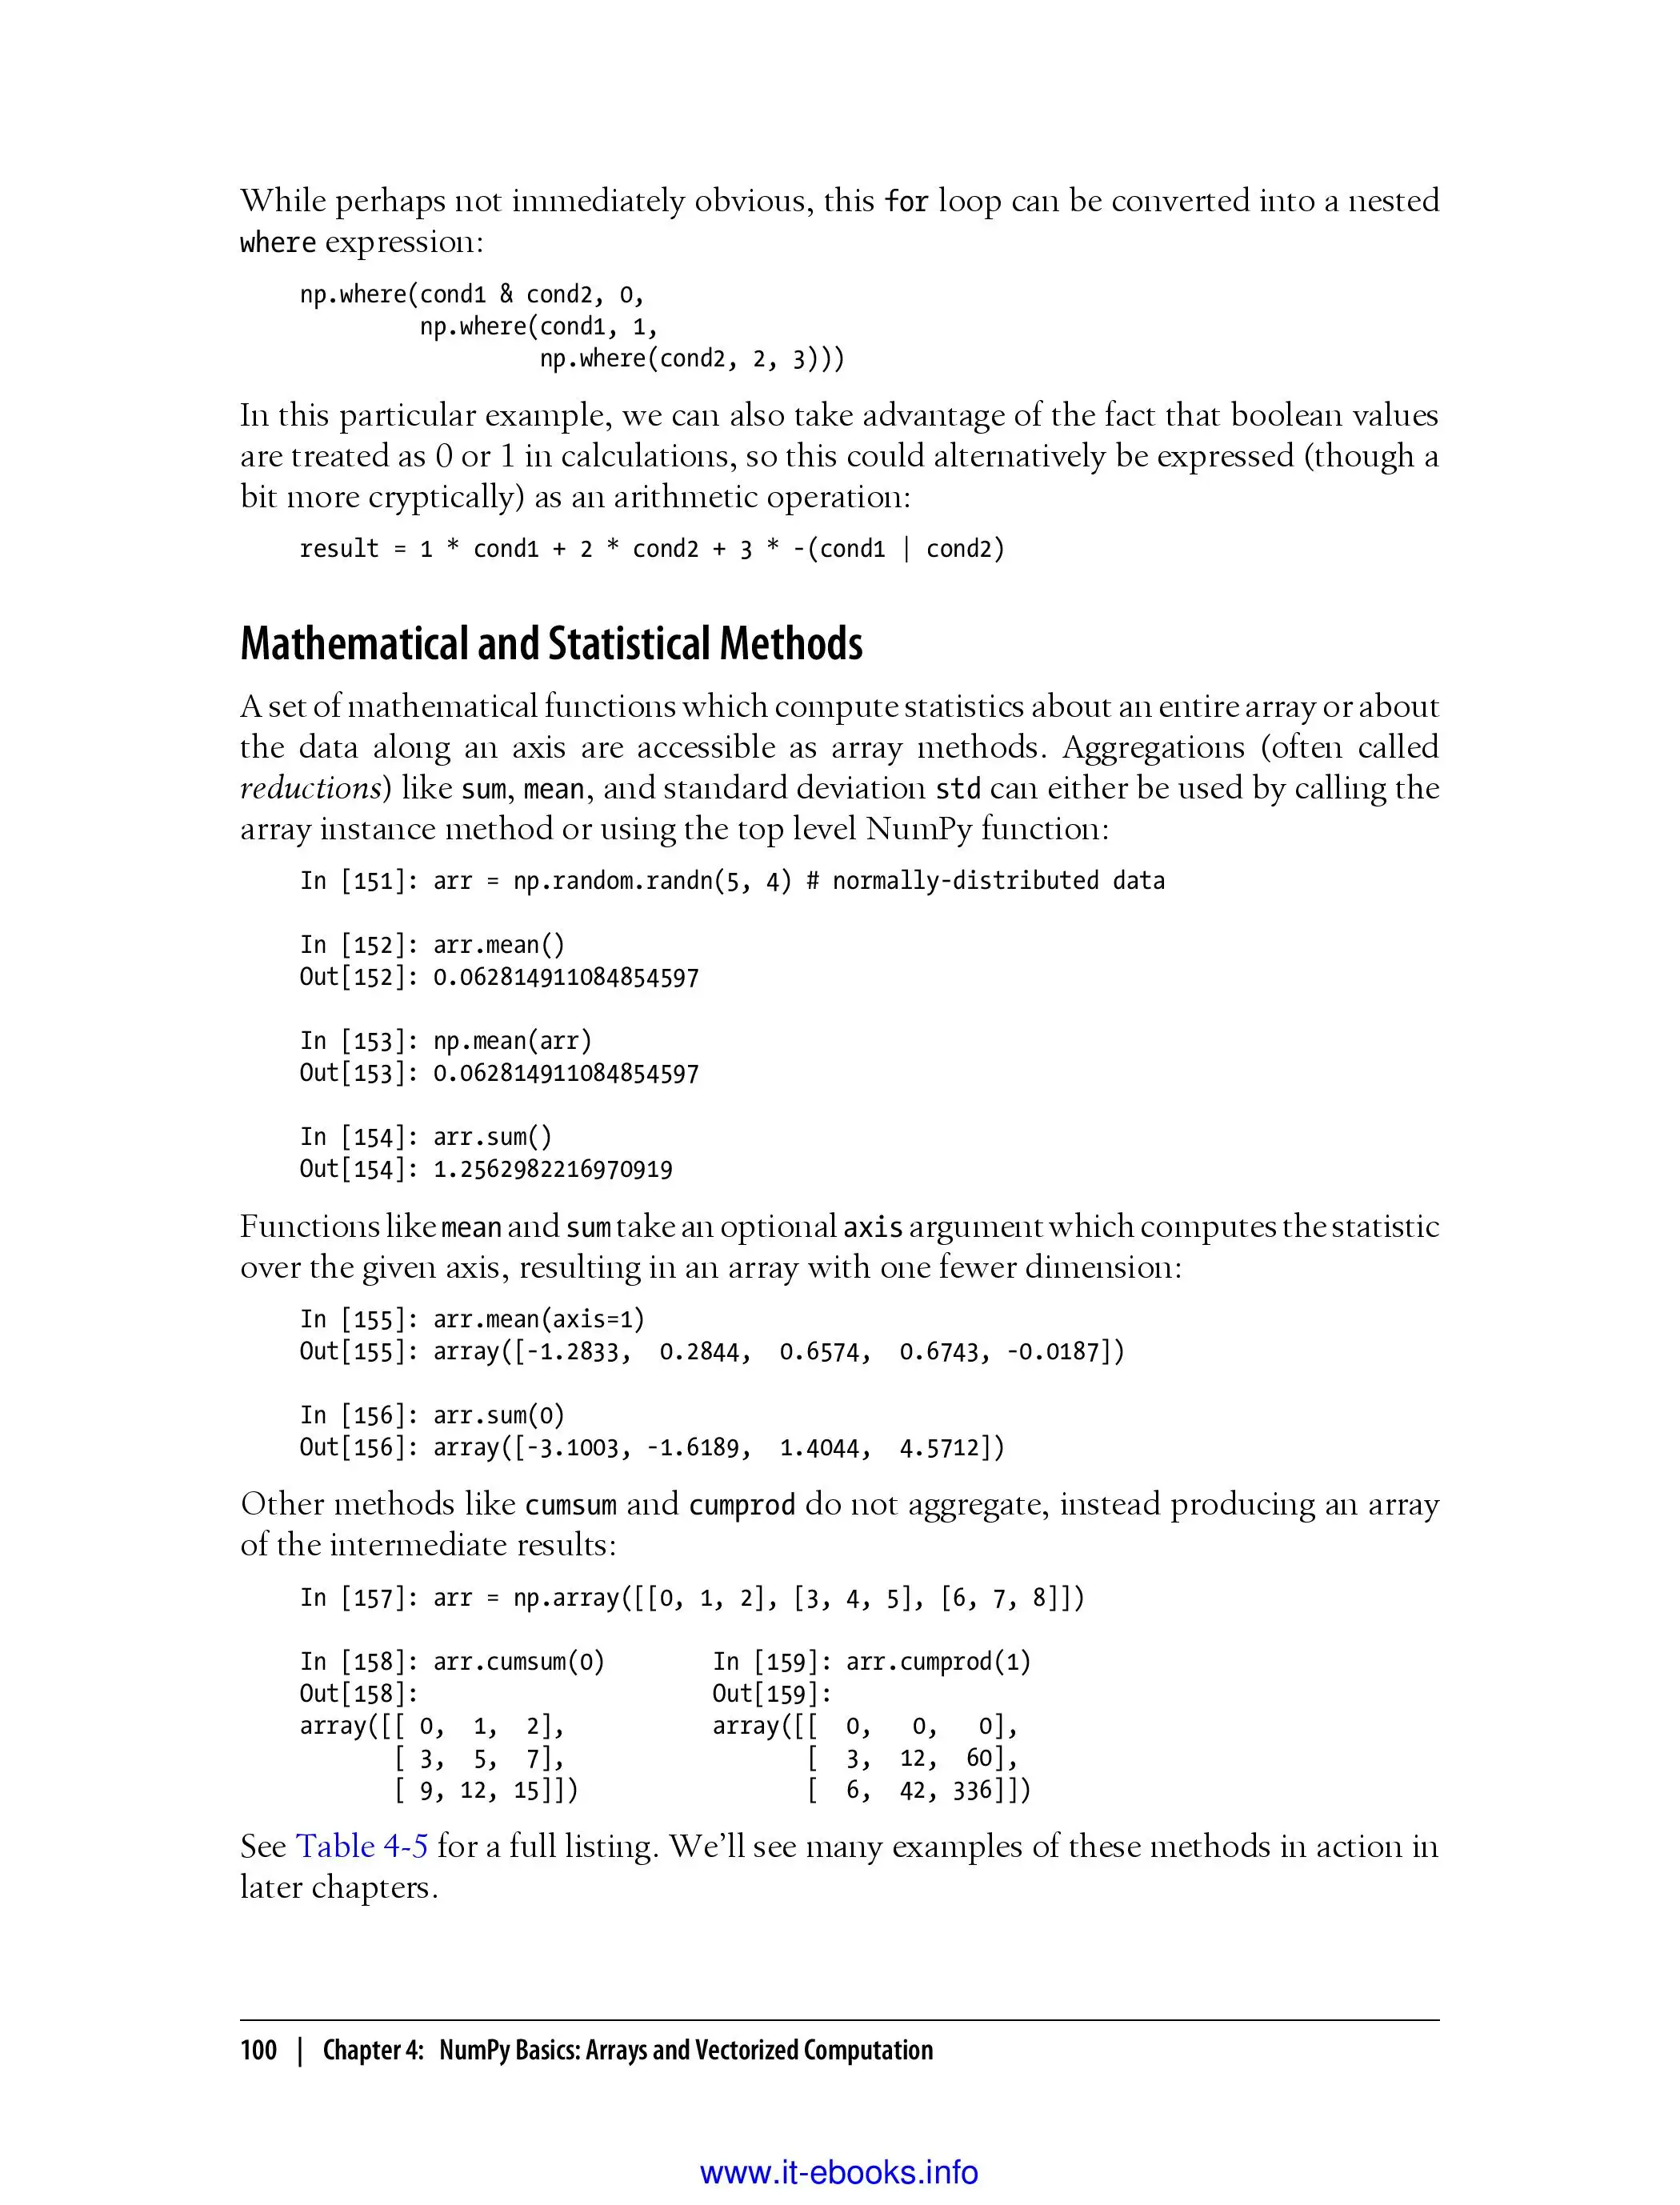 While perhaps not immediately obvious, this for loop can be converted into a nested
where expression:
np.where(cond1 & cond2, 0,
         np.where(cond1, 1,
                  np.where(cond2, 2, 3)))
In this particular example, we can also take advantage of the fact that boolean values
are treated as 0 or 1 in calculations, so this could alternatively be expressed (though a
bit more cryptically) as an arithmetic operation:
result = 1 * cond1 + 2 * cond2 + 3 * -(cond1 | cond2)
Mathematical and Statistical Methods
A set of mathematical functions which compute statistics about an entire array or about
the data along an axis are accessible as array methods. Aggregations (often called
reductions) like sum, mean, and standard deviation std can either be used by calling the
array instance method or using the top level NumPy function:
In [151]: arr = np.random.randn(5, 4) # normally-distributed data
In [152]: arr.mean()
Out[152]: 0.062814911084854597
In [153]: np.mean(arr)
Out[153]: 0.062814911084854597
In [154]: arr.sum()
Out[154]: 1.2562982216970919
Functions like mean and sum take an optional axis argument which computes the statistic
over the given axis, resulting in an array with one fewer dimension:
In [155]: arr.mean(axis=1)
Out[155]: array([-1.2833,  0.2844,  0.6574,  0.6743, -0.0187])
In [156]: arr.sum(0)
Out[156]: array([-3.1003, -1.6189,  1.4044,  4.5712])
Other methods like cumsum and cumprod do not aggregate, instead producing an array
of the intermediate results:
In [157]: arr = np.array([[0, 1, 2], [3, 4, 5], [6, 7, 8]])
In [158]: arr.cumsum(0)        In [159]: arr.cumprod(1)
Out[158]:                      Out[159]:
array([[ 0,  1,  2],           array([[  0,   0,   0],
       [ 3,  5,  7],                  [  3,  12,  60],
       [ 9, 12, 15]])                 [  6,  42, 336]])
See Table 4-5 for a full listing. We’ll see many examples of these methods in action in
later chapters.
100 | Chapter 4: NumPy Basics: Arrays and Vectorized Computation
www.it-ebooks.info